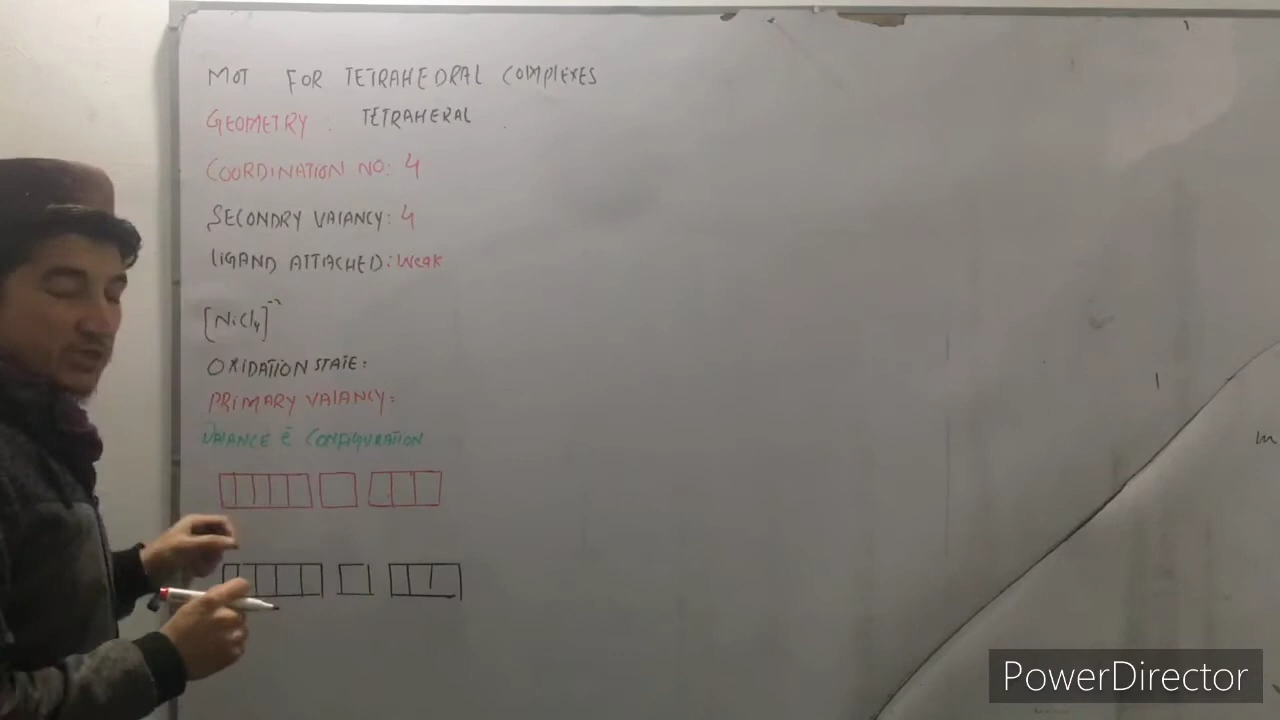 MOT FOR TETRAHEDRAL COMPLEXES
GEOMETRY: TETRAHERAL
COORDINATION NO: 4
SECONDRY VALANCY: 4
LIGAND ATTACHED: Weak
[NiCl4]-2
OXIDATION STATE:
PRIMARY VALANCY:
VALANCE ē CONFIGURATION
m
PowerDirector